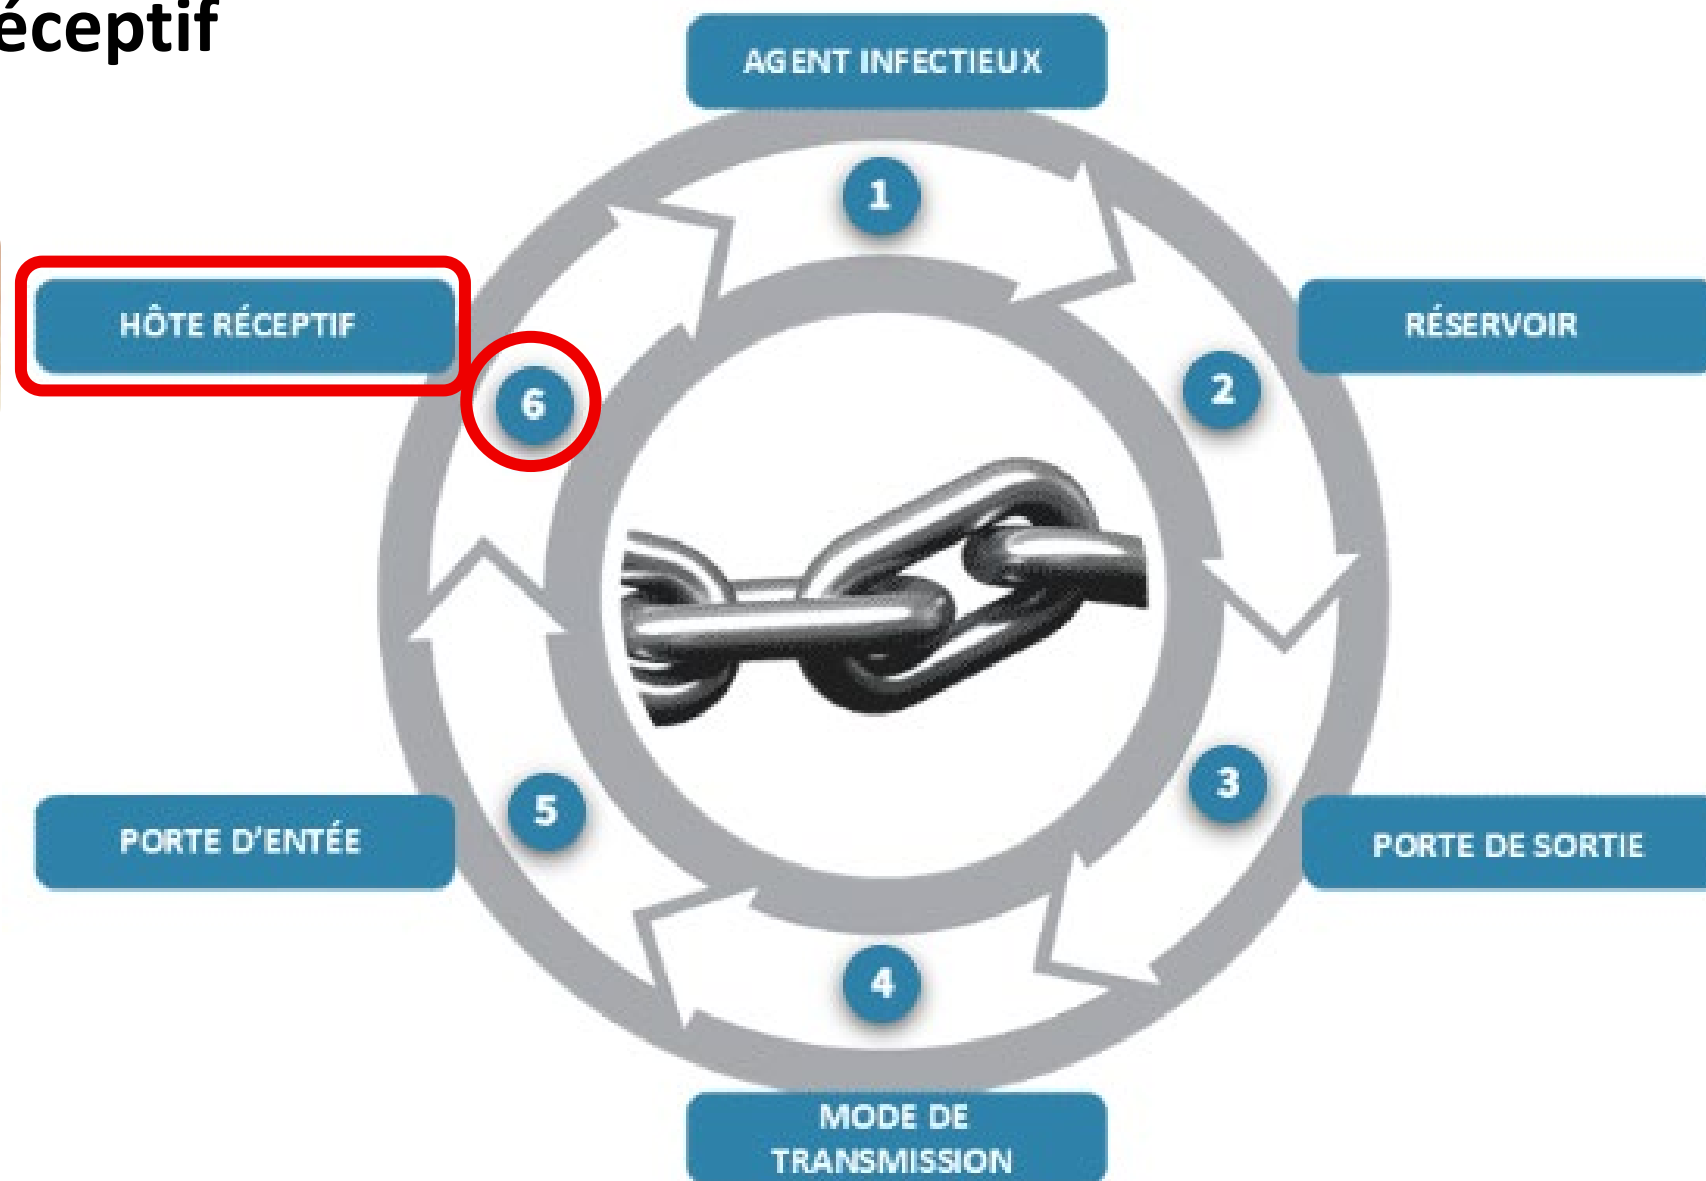 éceptif
AGENT INFECTIEUX
1
HÔTE RÉCEPTIF
RÉSERVOIR
6
2
PORTE D'ENTÉE
5
3
PORTE DE SORTIE
4
MODE DE
TRANSMISSION